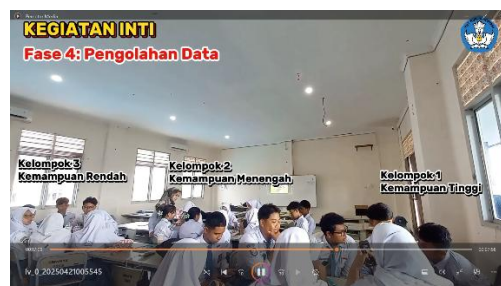 KEGIATAN INTI
Fase 4: Pengolahan Data
Kelompok 3
Kemampuan Rendah
Kelompok 2
Kemampuan Menengah
Kelompok 1
Kemampuan Tinggi
lv_0_20250421005545